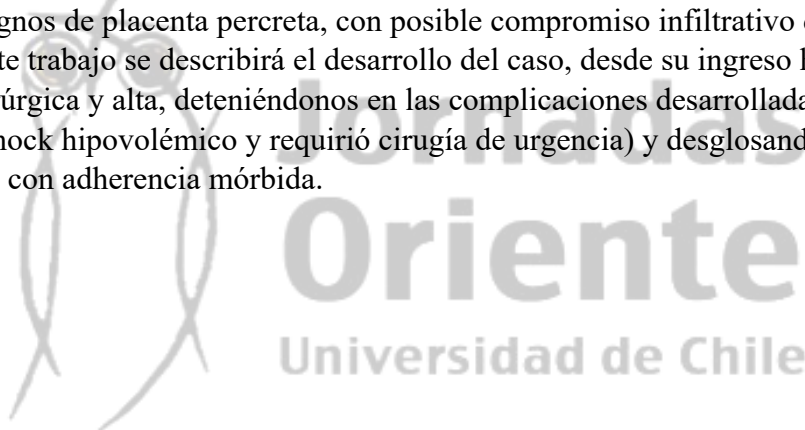 gnos de placenta percreta, con posible compromiso infiltrativo
te trabajo se describirá el desarrollo del caso, desde su ingreso
úrgica y alta, deteniéndonos en las complicaciones desarrollada
hock hipovolémico y requirió cirugía de urgencia) y desglosand
con adherencia mórbida.
Jornadas
Oriente
Universidad de Chile